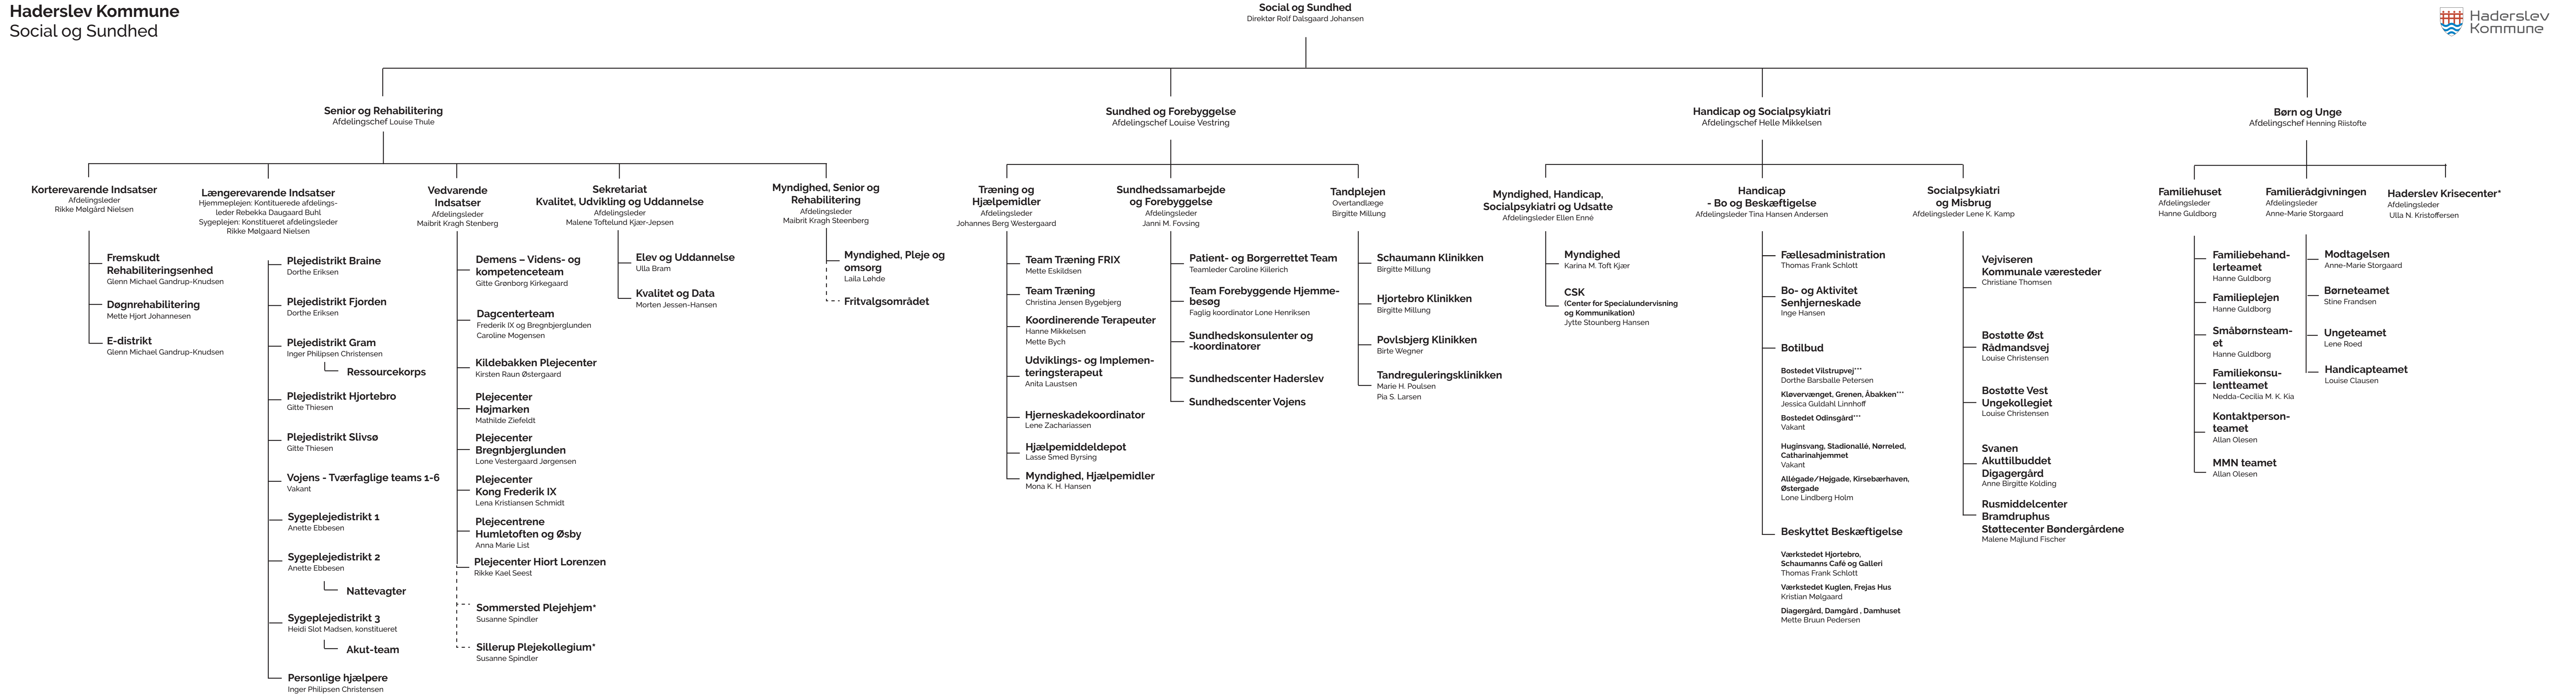 Haderslev Kommune
Social og Sundhed
Social og Sundhed
Direktør Rolf Dalsgaard Johansen
Haderslev
Kommune
Senior og Rehabilitering
Afdelingschef Louise Thule
Sundhed og Forebyggelse
Afdelingschef Louise Vestring
Handicap og Socialpsykiatri
Afdelingschef Helle Mikkelsen
Børn og Unge
Afdelingschef Henning Riistofte
Korterevarende Indsatser
Afdelingsleder
Rikke Mølgård Nielsen
Fremskudt
Rehabiliteringsenhed
Glenn Michael Gandrup-Knudsen
Døgnrehabilitering
Mette Hjort Johannesen
E-distrikt
Glenn Michael Gandrup-Knudsen
Længerevarende Indsatser
Hjemmeplejen: Kontituerede afdelings-
leder Rebekka Daugaard Buhl
Sygeplejen: Konstitueret afdelingsleder
Rikke Mølgaard Nielsen
Plejedistrikt Braine
Dorthe Eriksen
Plejedistrikt Fjorden
Dorthe Eriksen
Plejedistrikt Gram
Inger Philipsen Christensen
Ressourcekorps
Plejedistrikt Hjortebro
Gitte Thiesen
Plejedistrikt Slivsø
Gitte Thiesen
Vojens - Tværfaglige teams 1-6
Vakant
Sygeplejedistrikt 1
Anette Ebbesen
Sygeplejedistrikt 2
Anette Ebbesen
Nattevagter
Sygeplejedistrikt 3
Heidi Slot Madsen, konstitueret
Akut-team
Personlige hjælpere
Inger Philipsen Christensen
Vedvarende
Indsatser
Afdelingsleder
Maibrit Kragh Stenberg
Demens – Videns- og
kompetenceteam
Gitte Grønborg Kirkegaard
Dagcenterteam
Frederik IX og Bregnbjerglunden
Caroline Mogensen
Kildebakken Plejecenter
Kirsten Raun Østergaard
Plejecenter
Højmarken
Mathilde Ziefeldt
Plejecenter
Bregnbjerglunden
Lone Vestergaard Jørgensen
Plejecenter
Kong Frederik IX
Lena Kristiansen Schmidt
Plejecentrene
Humletoften og Øsby
Anna Marie List
Plejecenter Hiort Lorenzen
Rikke Kael Seest
Sommersted Plejehjem*
Susanne Spindler
Sillerup Plejekollegium*
Susanne Spindler
Sekretariat
Kvalitet, Udvikling og Uddannelse
Afdelingsleder
Malene Toftelund Kjær-Jepsen
Elev og Uddannelse
Ulla Bram
Kvalitet og Data
Morten Jessen-Hansen
Myndighed, Senior og
Rehabilitering
Afdelingsleder
Maibrit Kragh Steenberg
Myndighed, Pleje og
omsorg
Laila Løhde
Fritvalgsområdet
Træning og
Hjælpemidler
Afdelingsleder
Johannes Berg Westergaard
Team Træning FRIX
Mette Eskildsen
Team Træning
Christina Jensen Bygebjerg
Koordinerende Terapeuter
Hanne Mikkelsen
Mette Bych
Udviklings- og Implemen-
teringsterapeut
Anita Laustsen
Hjerneskadekoordinator
Lene Zachariassen
Hjælpemiddeldepot
Lasse Smed Byrsing
Myndighed, Hjælpemidler
Mona K. H. Hansen
Sundhedssamarbejde
og Forebyggelse
Afdelingsleder
Janni M. Fovsing
Patient- og Borgerrettet Team
Teamleder Caroline Kiilerich
Team Forebyggende Hjemme-
besøg
Faglig koordinator Lone Henriksen
Sundhedskonsulenter og
-koordinatorer
Sundhedscenter Haderslev
Sundhedscenter Vojens
Tandplejen
Overtandlæge
Birgitte Millung
Schaumann Klinikken
Birgitte Millung
Hjortebro Klinikken
Birgitte Millung
Povlsbjerg Klinikken
Birte Wegner
Tandreguleringsklinikken
Marie H. Poulsen
Pia S. Larsen
Myndighed, Handicap,
Socialpsykiatri og Udsatte
Afdelingsleder Ellen Enné
Myndighed
Karina M. Toft Kjær
CSK
(Center for Specialundervisning
og Kommunikation)
Jytte Stounberg Hansen
Handicap
- Bo og Beskæftigelse
Afdelingsleder Tina Hansen Andersen
Fællesadministration
Thomas Frank Schlott
Bo- og Aktivitet
Senhjerneskade
Inge Hansen
Botilbud
Bostedet Vilstrupvej***
Dorthe Barsballe Petersen
Kløvervænget, Grenen, Åbakken***
Jessica Guldahl Linnhoff
Bostedet Odinsgård***
Vakant
Huginsvang, Stadionallé, Nørreled,
Catharinahjemmet
Vakant
Allégade/Højgade, Kirsebærhaven,
Østergade
Lone Lindberg Holm
Beskyttet Beskæftigelse
Værkstedet Hjortebro,
Schaumanns Café og Galleri
Thomas Frank Schlott
Værkstedet Kuglen, Frejas Hus
Kristian Mølgaard
Diagergård, Damgård , Damhuset
Mette Bruun Pedersen
Socialpsykiatri
og Misbrug
Afdelingsleder Lene K. Kamp
Vejviseren
Kommunale væresteder
Christiane Thomsen
Bostøtte Øst
Rådmandsvej
Louise Christensen
Bostøtte Vest
Ungekollegiet
Louise Christensen
Svanen
Akuttilbuddet
Digagergård
Anne Birgitte Kolding
Rusmiddelcenter
Bramdruphus
Støttecenter Bøndergårdene
Malene Majlund Fischer
Familiehuset
Afdelingsleder
Hanne Guldborg
Familiebehand-
lerteamet
Hanne Guldborg
Familieplejen
Hanne Guldborg
Småbørnsteam-
et
Hanne Guldborg
Familiekonsu-
lentteamet
Nedda-Cecilia M. K. Kia
Kontaktperson-
teamet
Allan Olesen
MMN teamet
Allan Olesen
Familierådgivningen
Afdelingsleder
Anne-Marie Storgaard
Modtagelsen
Anne-Marie Storgaard
Børneteamet
Stine Frandsen
Ungeteamet
Lene Roed
Handicapteamet
Louise Clausen
Haderslev Krisecenter*
Afdelingsleder
Ulla N. Kristoffersen